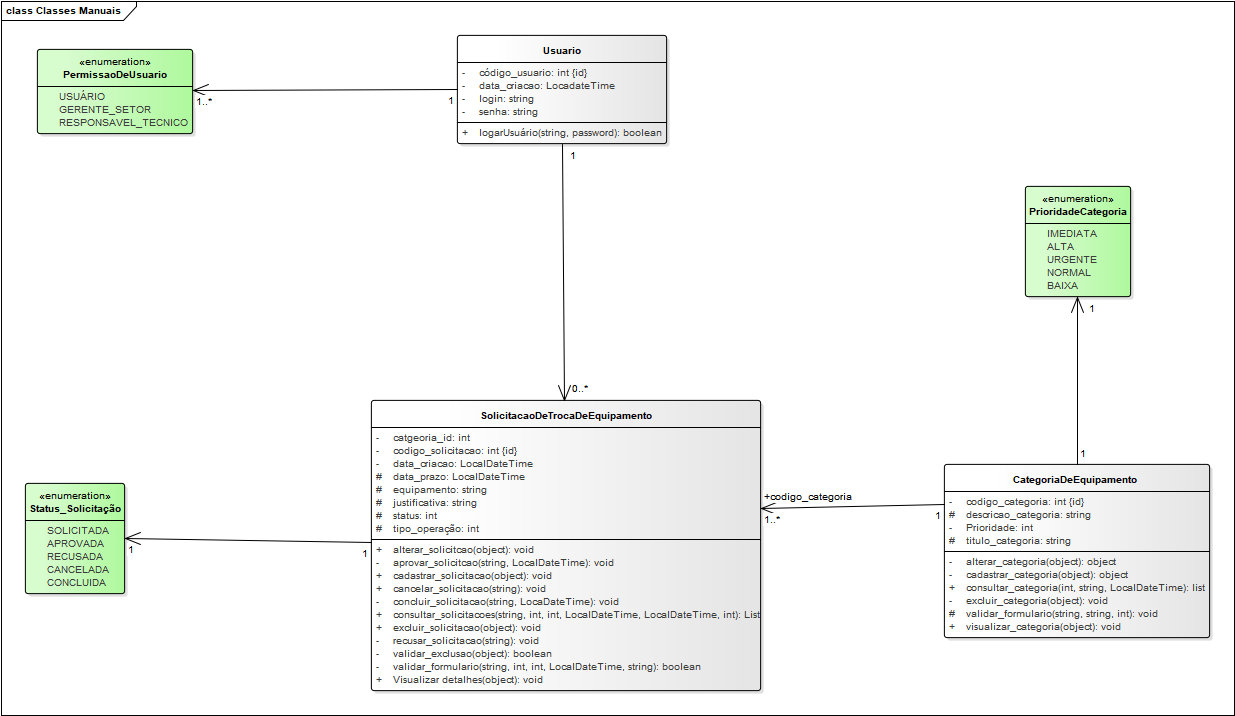 class Classes Manuais
«enumeration»
PermissaoDeUsuario
USUÁRIO
GERENTE_SETOR
RESPONSAVEL_TECNICO
1..*
1
Usuario
- código_usuario: int {id}
- data_criacao: LocadateTime
- login: string
- senha: string
+ logarUsuário(string, password): boolean
1
0..*
«enumeration»
PrioridadeCategoria
IMEDIATA
ALTA
URGENTE
NORMAL
BAIXA
1
1
SolicitacaoDeTrocaDeEquipamento
- catgeoria_id: int
- codigo_solicitacao: int {id}
- data_criacao: LocalDateTime
# data_prazo: LocalDateTime
# equipamento: string
# justificativa: string
# status: int
# tipo_operação: int
+ alterar_solicitcao(object): void
- aprovar_solicitcao(string, LocalDateTime): void
+ cadastrar_solicitacao(object): void
+ cancelar_solicitacao(string): void
- concluir_solicitacao(string, LocaDateTime): void
+ consultar_solicitacoes(string, int, int, LocalDateTime, LocalDateTime, int): List
+ excluir_solicitacao(object): void
- recusar_solicitacao(string): void
- validar_exclusao(object): boolean
- validar_formulario(string, int, int, LocalDateTime, string): boolean
+ Visualizar detalhes(object): void
«enumeration»
Status_Solicitação
SOLICITADA
APROVADA
RECUSADA
CANCELADA
CONCLUIDA
1
1
+codigo_categoria
1..*
1
CategoriaDeEquipamento
- codigo_categoria: int {id}
# descricao_categoria: string
- Prioridade: int
# titulo_categoria: string
- alterar_categoria(object): object
- cadastrar_categoria(object): object
+ consultar_categoria(int, string, LocalDateTime): list
- excluir_categoria(object): void
# validar_formulario(string, string, int): void
+ visualizar_categoria(object): void